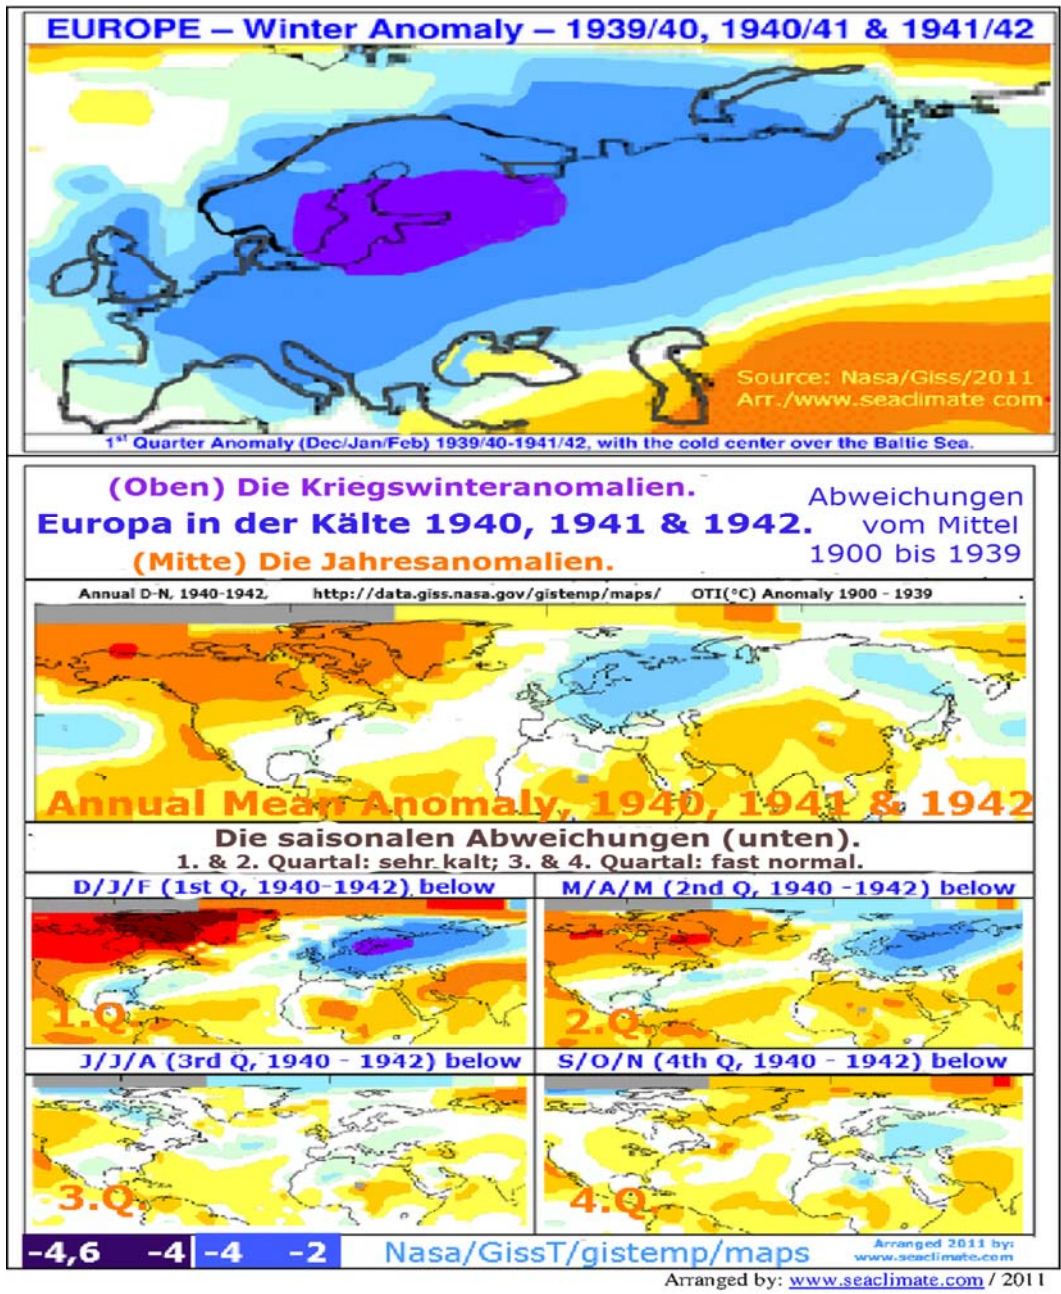 EUROPE – Winter Anomaly – 1939/40, 1940/41 & 1941/42
Source: Nasa/Giss/2011
Arr./www.seaclimate com
1st Quarter Anomaly (Dec/Jan/Feb) 1939/40-1941/42, with the cold center over the Baltic Sea.
(Oben) Die Kriegswinteranomalien.
Europa in der Kälte 1940, 1941 & 1942.
(Mitte) Die Jahresanomalien.
Abweichungen
vom Mittel
1900 bis 1939
Annual D-N, 1940-1942, http://data.giss.nasa.gov/gistemp/maps/ OTI(°C) Anomaly 1900 - 1939
Annual Mean Anomaly, 1940, 1941 & 1942
Die saisonalen Abweichungen (unten).
1. & 2. Quartal: sehr kalt; 3. & 4. Quartal: fast normal.
D/J/F (1st Q, 1940-1942) below
M/A/M (2nd Q, 1940 -1942) below
1.Q.
2.Q.
J/J/A (3rd Q, 1940 - 1942) below
S/O/N (4th Q, 1940 - 1942) below
3.Q.
4.Q.
-4,6 -4 -4 -2
Nasa/GissT/gistemp/maps
Arranged 2011 by:
www.seaclimate.com
Arranged by: www.seaclimate.com / 2011